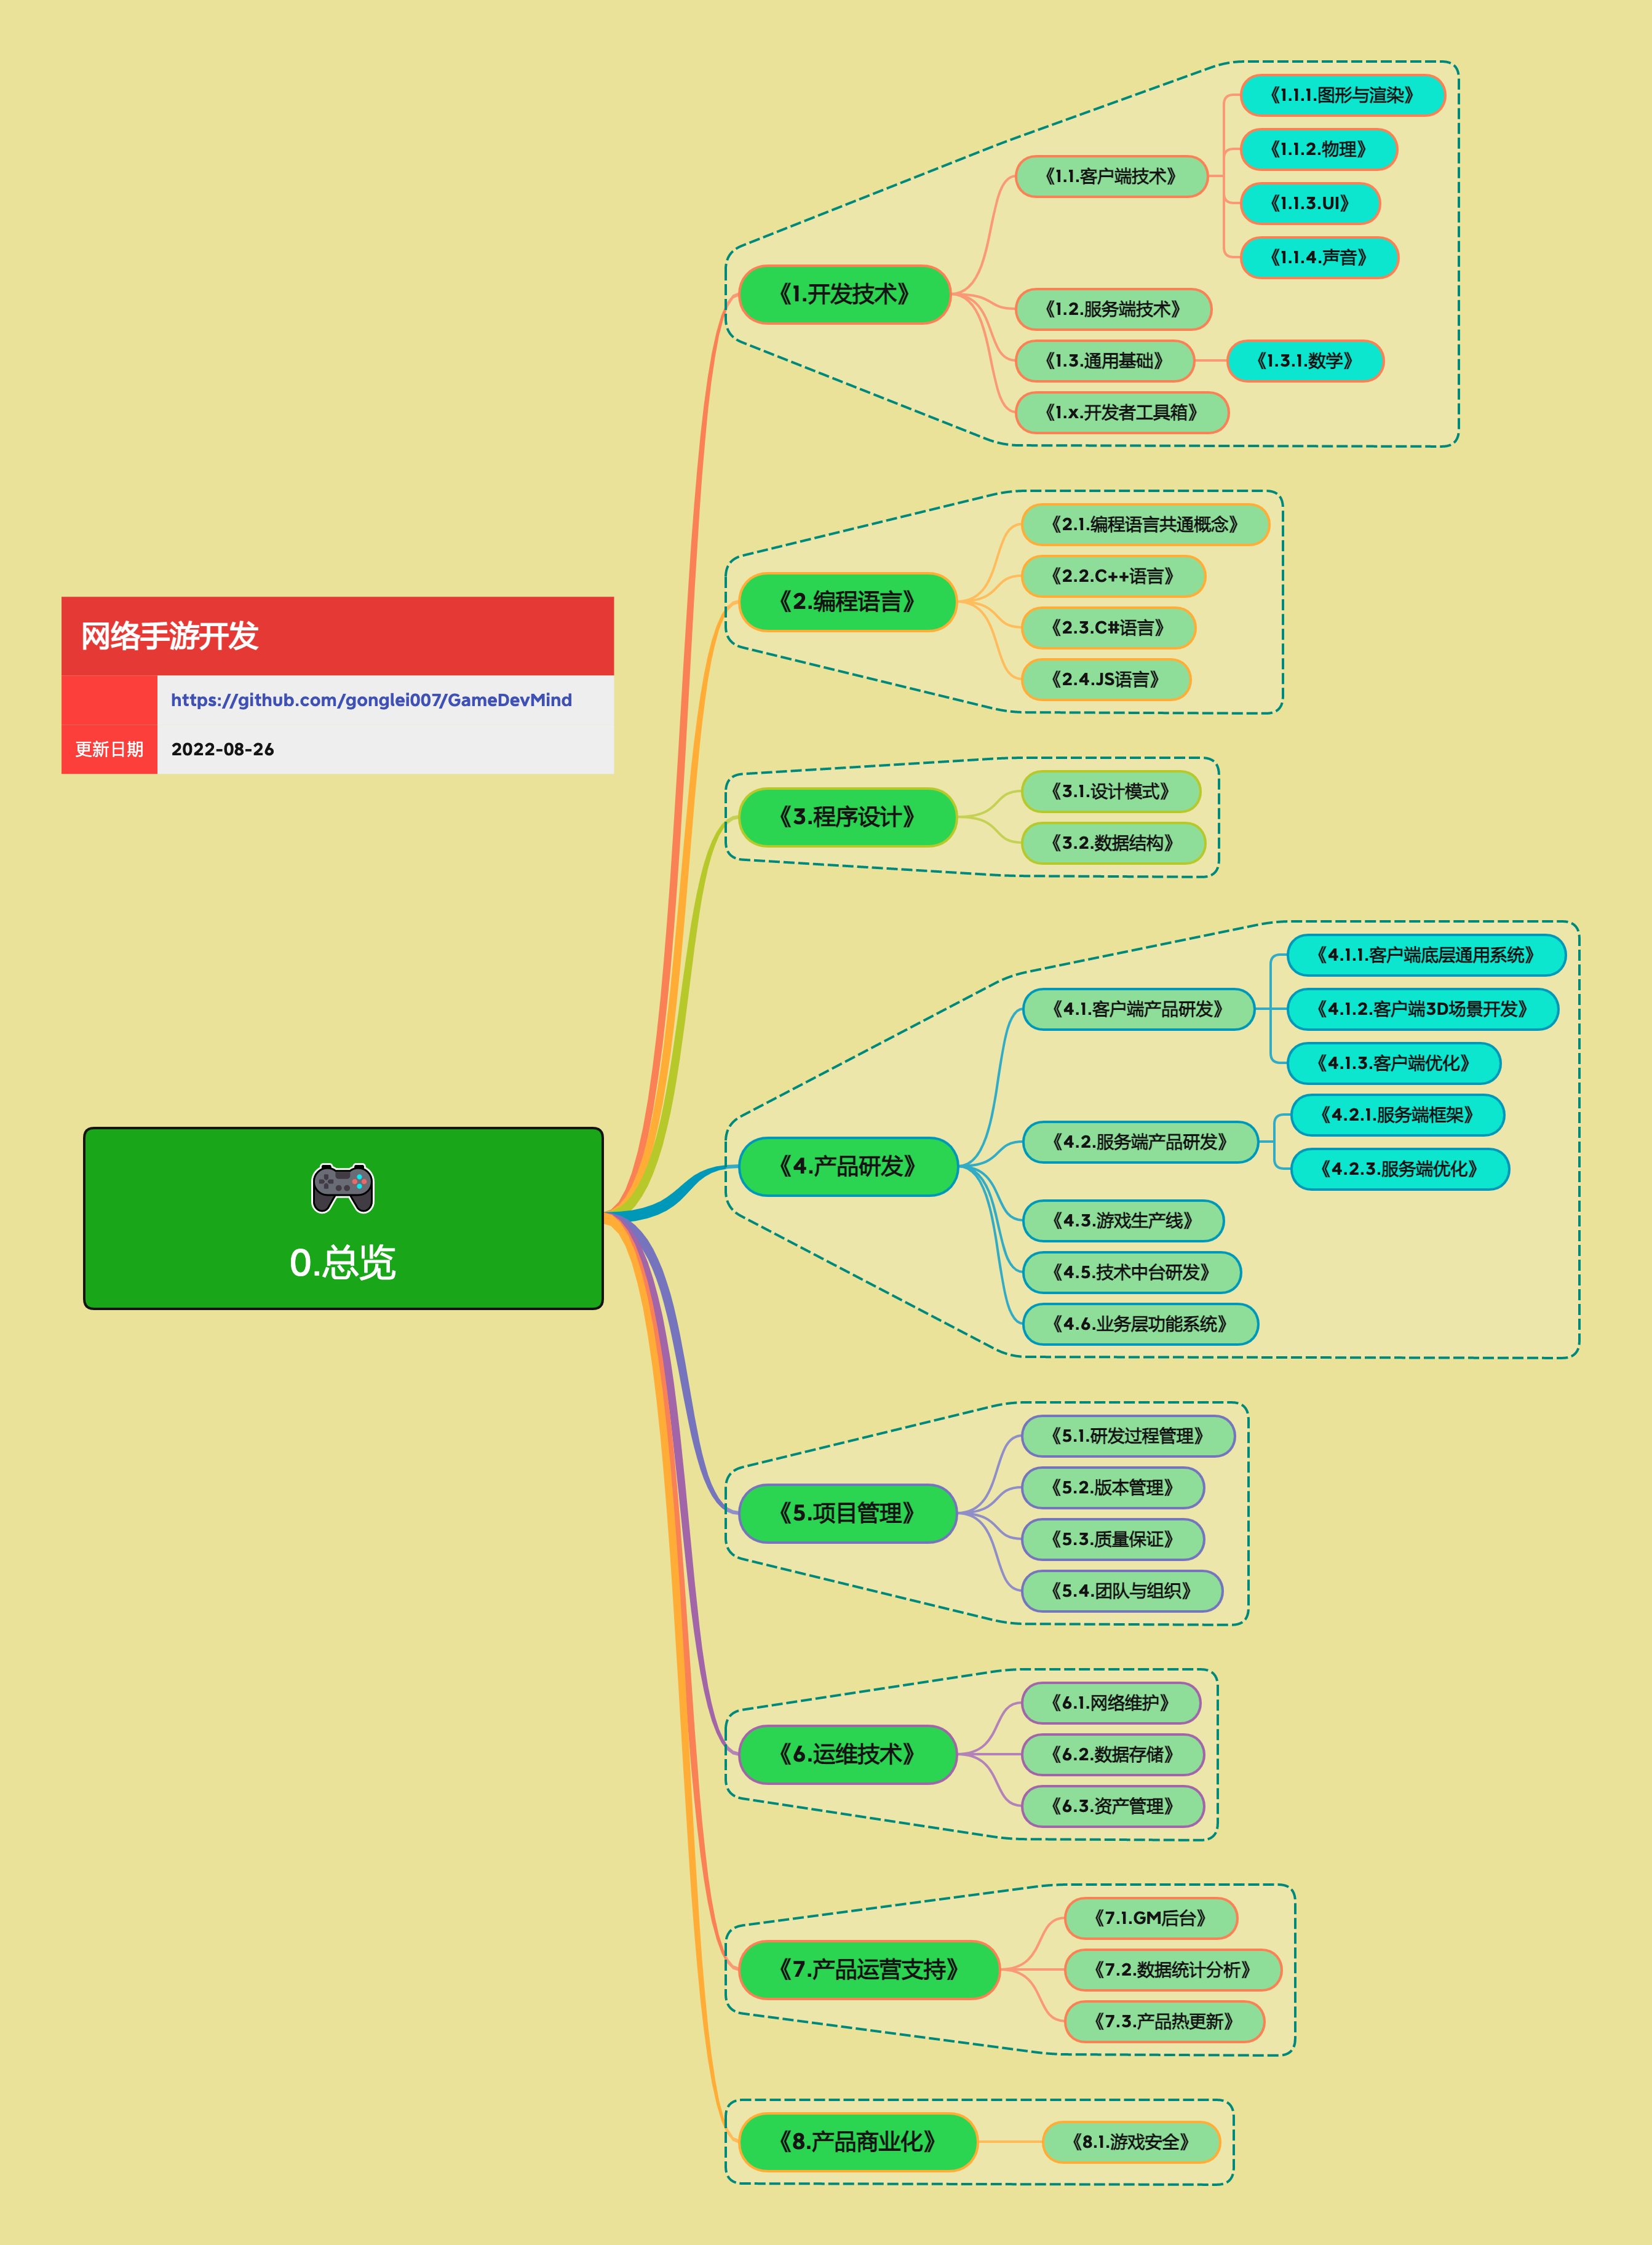 网络手游开发
https://github.com/gonglei007/GameDevMind
更新日期 2022-08-26
0.总览
《1.开发技术》
《1.1.客户端技术》
《1.1.1.图形与渲染》
《1.1.2.物理》
《1.1.3.UI》
《1.1.4.声音》
《1.2.服务端技术》
《1.3.通用基础》
《1.3.1.数学》
《1.x.开发者工具箱》
《2.编程语言》
《2.1.编程语言共通概念》
《2.2.C++语言》
《2.3.C#语言》
《2.4.JS语言》
《3.程序设计》
《3.1.设计模式》
《3.2.数据结构》
《4.产品研发》
《4.1.客户端产品研发》
《4.1.1.客户端底层通用系统》
《4.1.2.客户端3D场景开发》
《4.1.3.客户端优化》
《4.2.服务端产品研发》
《4.2.1.服务端框架》
《4.2.3.服务端优化》
《4.3.游戏生产线》
《4.5.技术中台研发》
《4.6.业务层功能系统》
《5.项目管理》
《5.1.研发过程管理》
《5.2.版本管理》
《5.3.质量保证》
《5.4.团队与组织》
《6.运维技术》
《6.1.网络维护》
《6.2.数据存储》
《6.3.资产管理》
《7.产品运营支持》
《7.1.GM后台》
《7.2.数据统计分析》
《7.3.产品热更新》
《8.产品商业化》
《8.1.游戏安全》